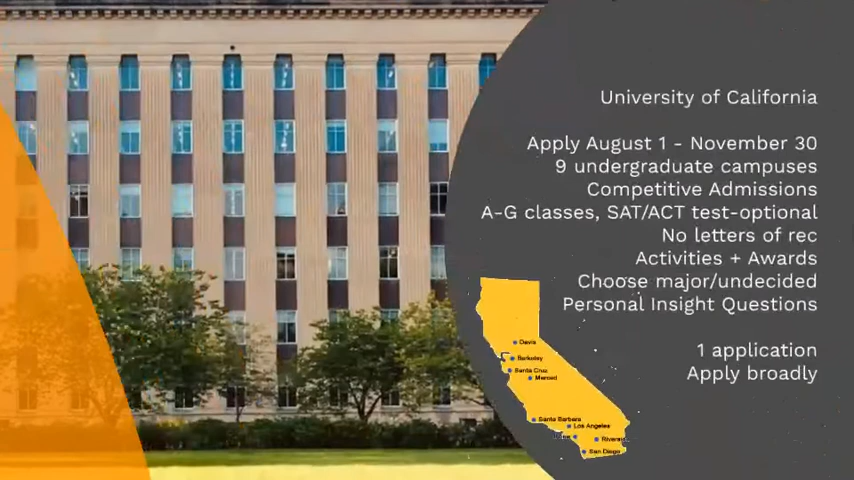 University of California
Apply August 1 - November 30
9 undergraduate campuses
Competitive Admissions
A-G classes, SAT/ACT test-optional
No letters of rec
Activities + Awards
Choose major/undecided
Personal Insight Questions
1 application
Apply broadly
Davis
Berkeley
Santa Cruz
Merced
Santa Barbara
Los Angeles
San Diego